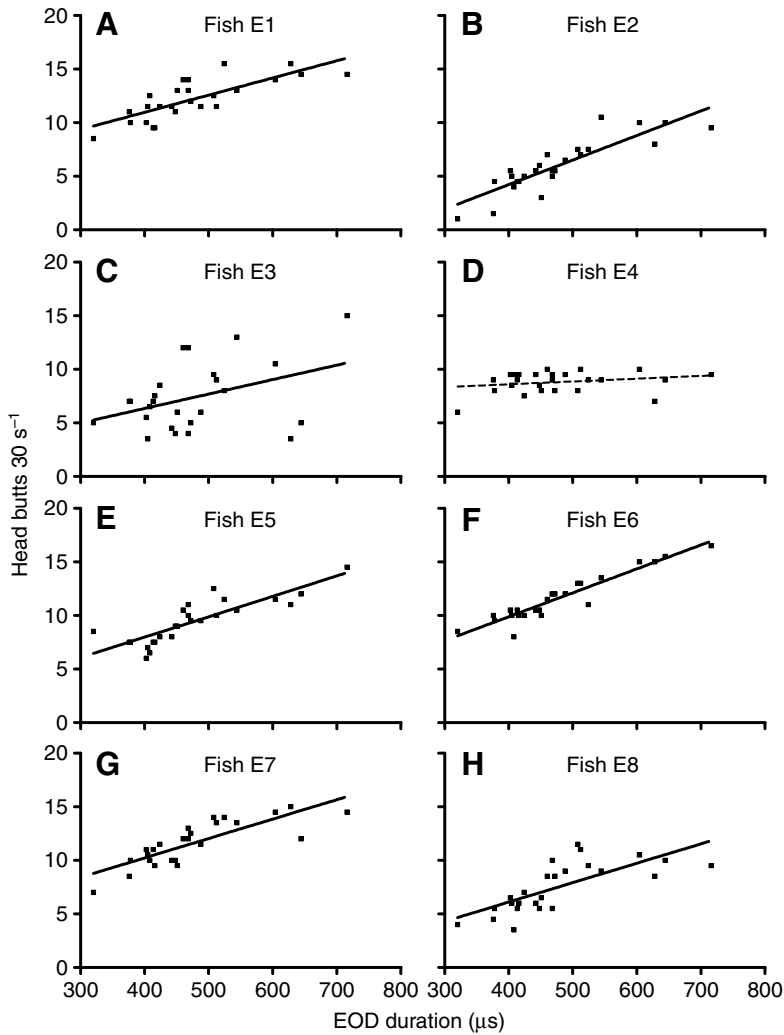 A Fish E1
B Fish E2
20
15
10
5
0
C Fish E3
D Fish E4
20
15
10
5
0
E Fish E5
F Fish E6
20
15
10
5
0
G Fish E7
H Fish E8
20
15
10
5
0
300 400 500 600 700 800
300 400 500 600 700 800
Head butts 30 s⁻¹
EOD duration (μs)